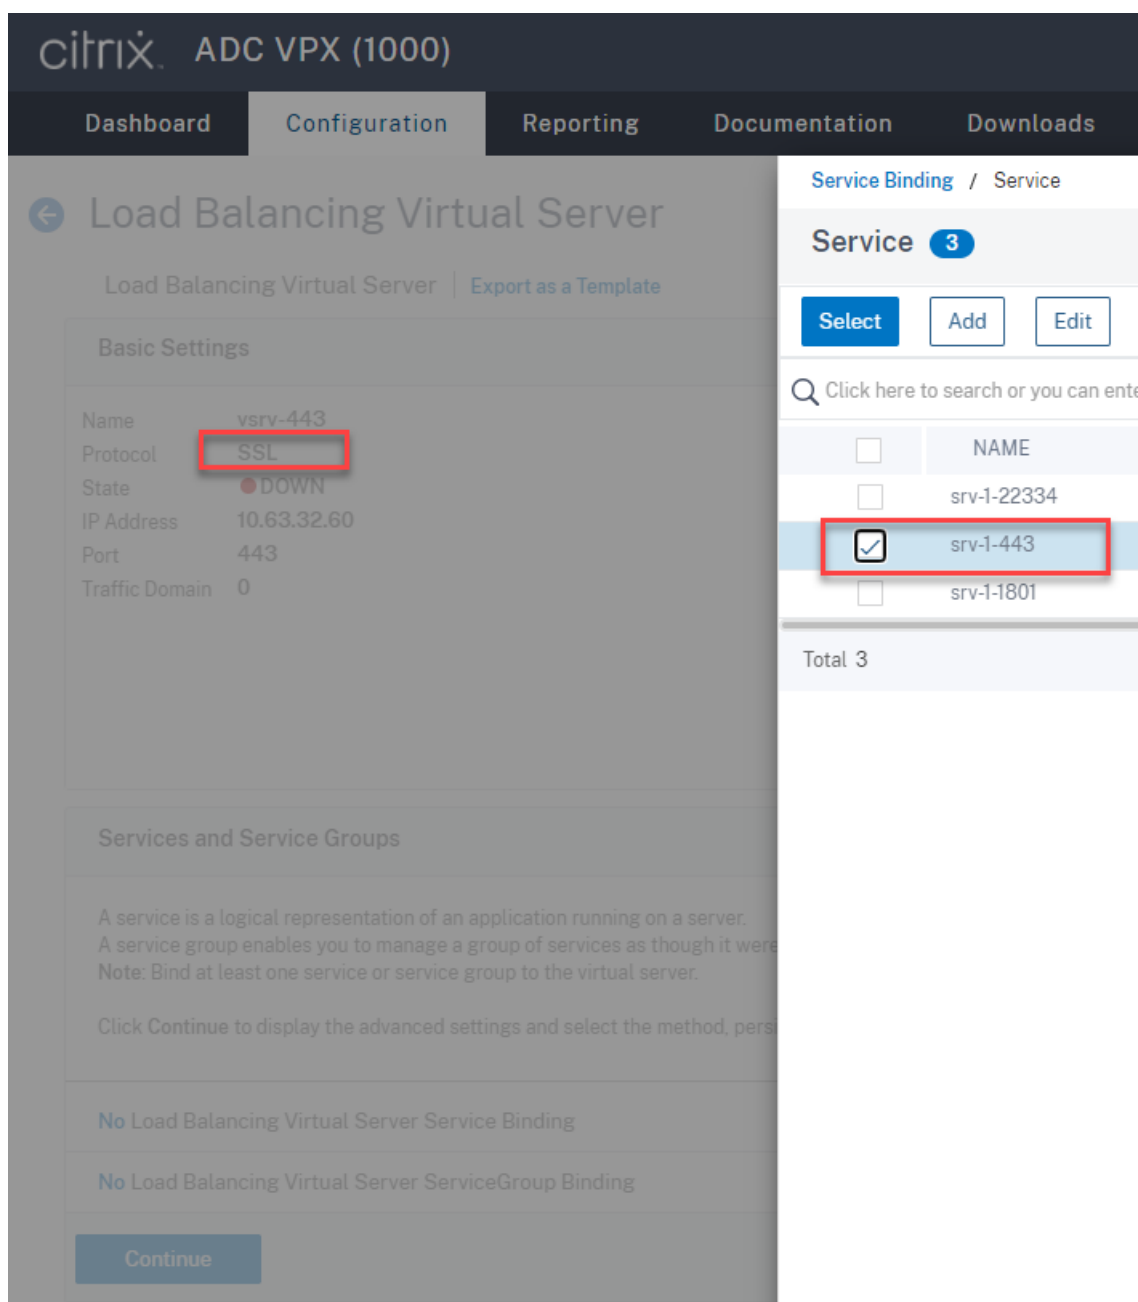 citrix ADC VPX (1000)
Dashboard Configuration Reporting Documentation Downloads
Load Balancing Virtual Server
Load Balancing Virtual Server Export as a Template
Basic Settings
Name vsrv-443
Protocol SSL
State DOWN
IP Address 10.63.32.60
Port 443
Traffic Domain 0
Services and Service Groups
A service is a logical representation of an application running on a server.
A service group enables you to manage a group of services as though it were
Note: Bind at least one service or service group to the virtual server.
Click Continue to display the advanced settings and select the method, persi
No Load Balancing Virtual Server Service Binding
No Load Balancing Virtual Server ServiceGroup Binding
Continue
Service Binding / Service
Service 3
Select Add Edit
Click here to search or you can ente
NAME
srv-1-22334
srv-1-443
srv-1-1801
Total 3